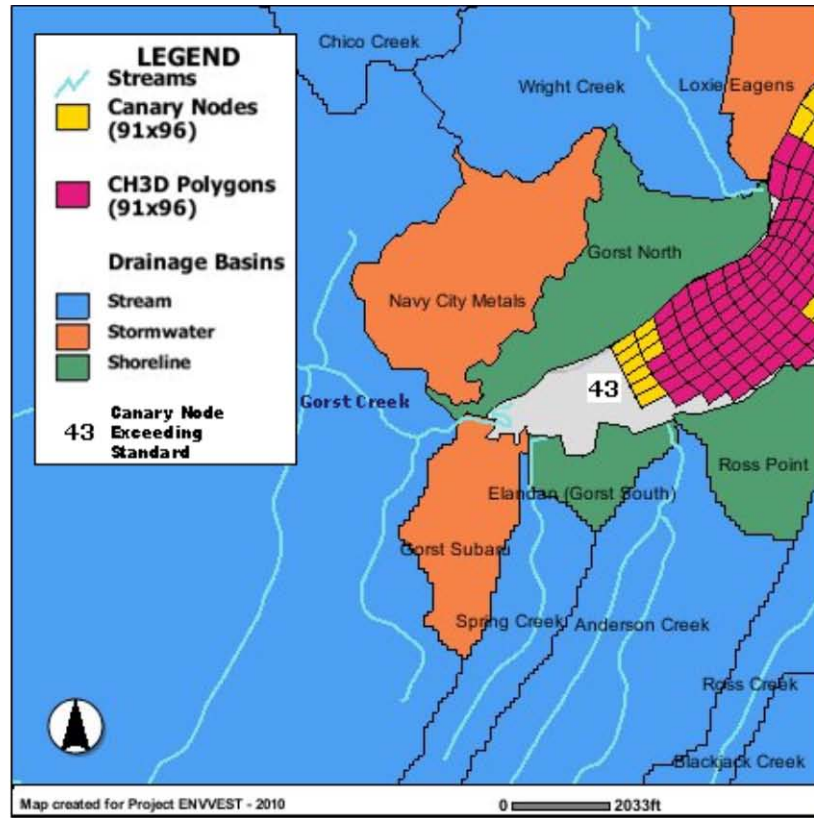 LEGEND
Streams
Canary Nodes
(91x96)
CH3D Polygons
(91x96)
Drainage Basins
Stream
Stormwater
Shoreline
43 Canary Node
Exceeding
Standard
Chico Creek
Wright Creek
Loxie Eagens
Gorst North
Navy City Metals
43
Gorst Creek
Ross Point
Elandan (Gorst South)
Gorst Subaru
Spring Creek
Anderson Creek
Ross Creek
Blackjack Creek
Map created for Project ENVVEST - 2010
0 2033ft